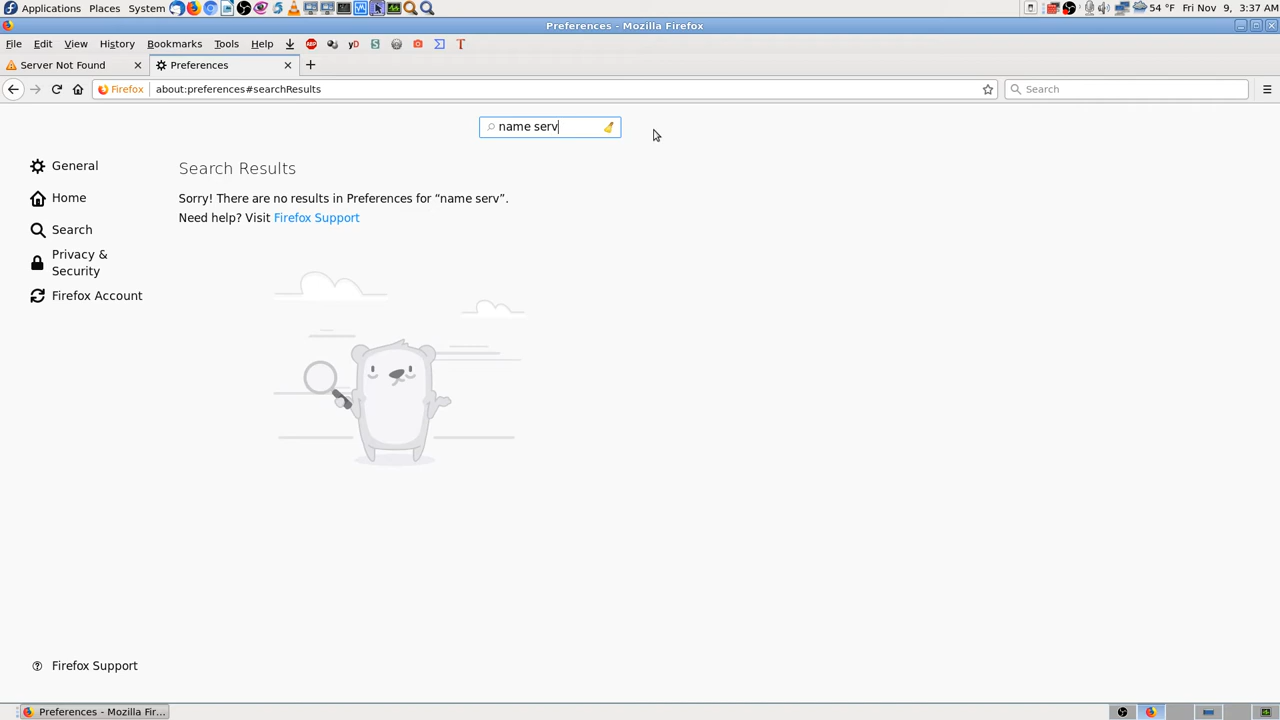 Applications Places System 54 °F Fri Nov 9, 3:37 AM
Preferences - Mozilla Firefox
File Edit View History Bookmarks Tools Help ABP yD S Σ T
Server Not Found Preferences
Firefox about:preferences#searchResults Search
name serv
General
Home
Search
Privacy &
Security
Firefox Account
Search Results
Sorry! There are no results in Preferences for “name serv”.
Need help? Visit Firefox Support
Firefox Support
Preferences - Mozilla Fir...